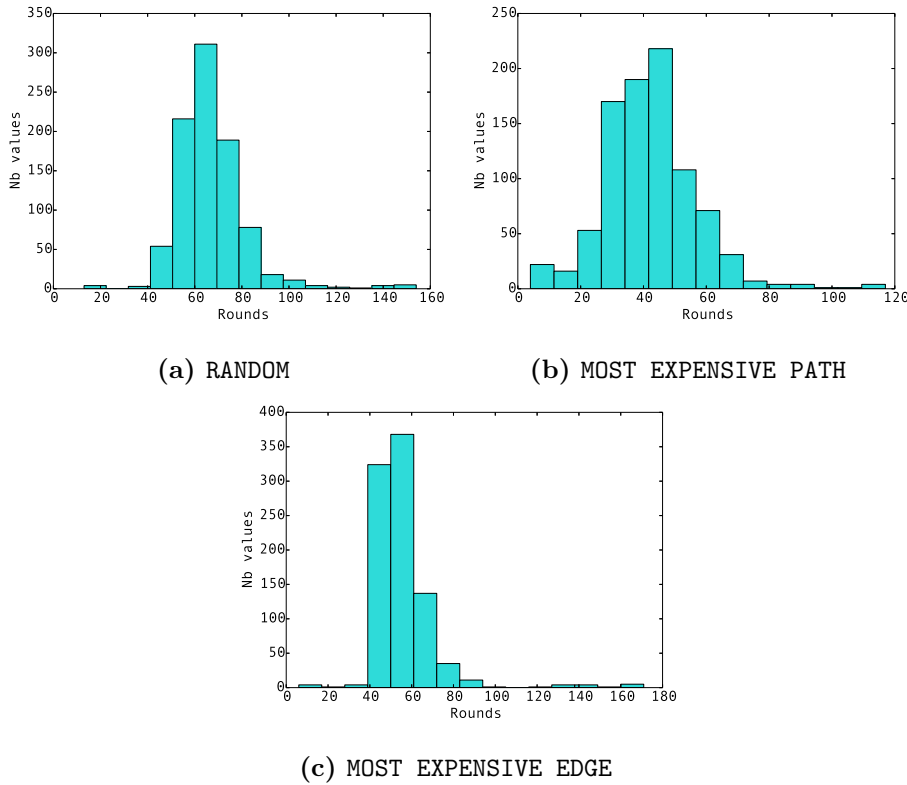 350
300
250
200
150
100
50
0
Nb values
0 20 40 60 80 100 120 140 160
Rounds
(a) RANDOM
250
200
150
100
50
0
Nb values
0 20 40 60 80 100 120
Rounds
(b) MOST EXPENSIVE PATH
400
350
300
250
200
150
100
50
0
Nb values
0 20 40 60 80 100 120 140 160 180
Rounds
(c) MOST EXPENSIVE EDGE